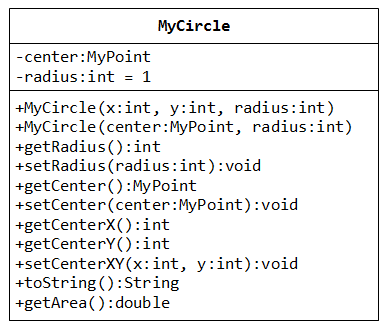 MyCircle
-center:MyPoint
-radius:int = 1
+MyCircle(x:int, y:int, radius:int)
+MyCircle(center:MyPoint, radius:int)
+getRadius():int
+setRadius(radius:int):void
+getCenter():MyPoint
+setCenter(center:MyPoint):void
+getCenterX():int
+getCenterY():int
+setCenterXY(x:int, y:int):void
+toString():String
+getArea():double